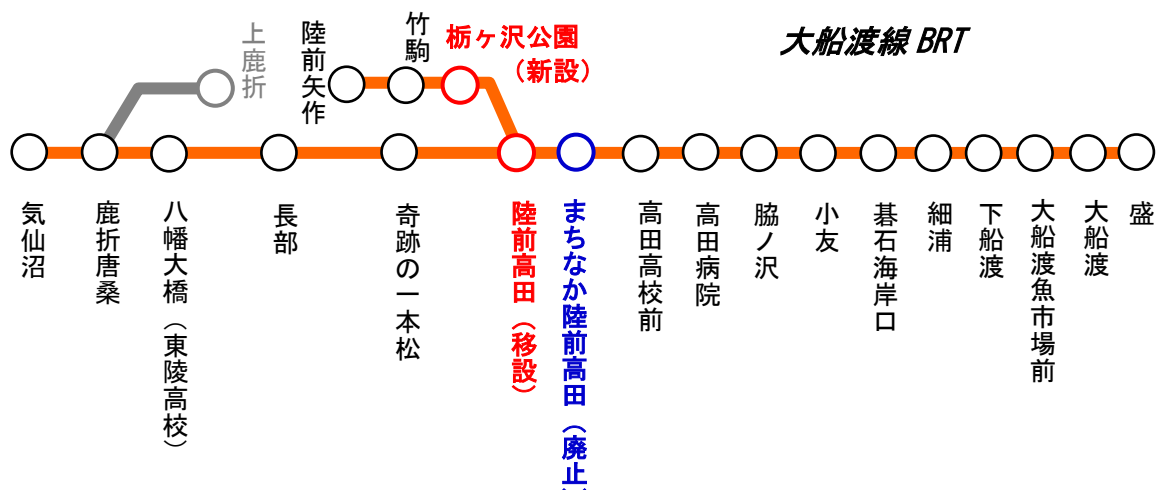 大船渡線 BRT
上鹿折
陸前矢作
竹駒
栃ヶ沢公園
（新設）
気仙沼
鹿折唐桑
八幡大橋（東陵高校）
長部
奇跡の一本松
陸前高田（移設）
まちなか陸前高田（廃止）
高田高校前
高田病院
脇ノ沢
小友
碁石海岸口
細浦
下船渡
大船渡魚市場前
大船渡
盛